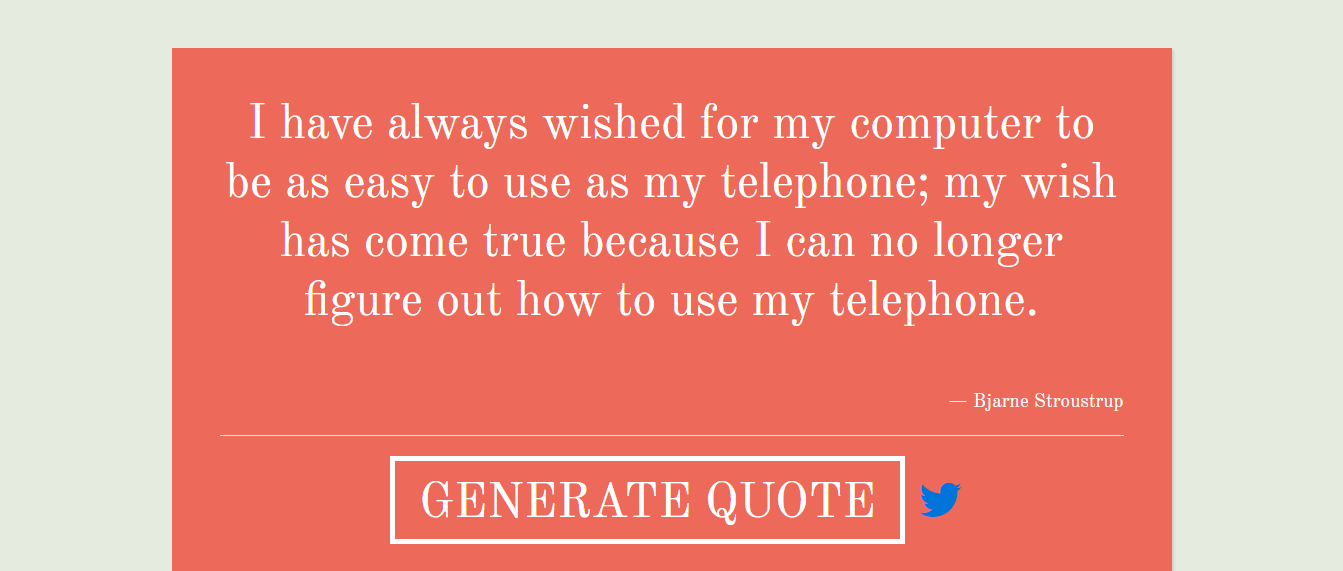 I have always wished for my computer to
be as easy to use as my telephone; my wish
has come true because I can no longer
figure out how to use my telephone.
— Bjarne Stroustrup
GENERATE QUOTE